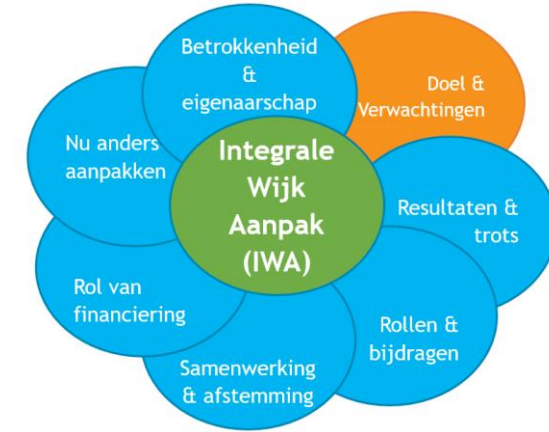 Betrokkenheid
&
eigenaarschap
Doel &
Verwachtingen
Nu anders
aanpakken
Integrale
Wijk
Aanpak
(IWA)
Resultaten &
trots
Rol van
financiering
Rollen &
bijdragen
Samenwerking
& afstemming